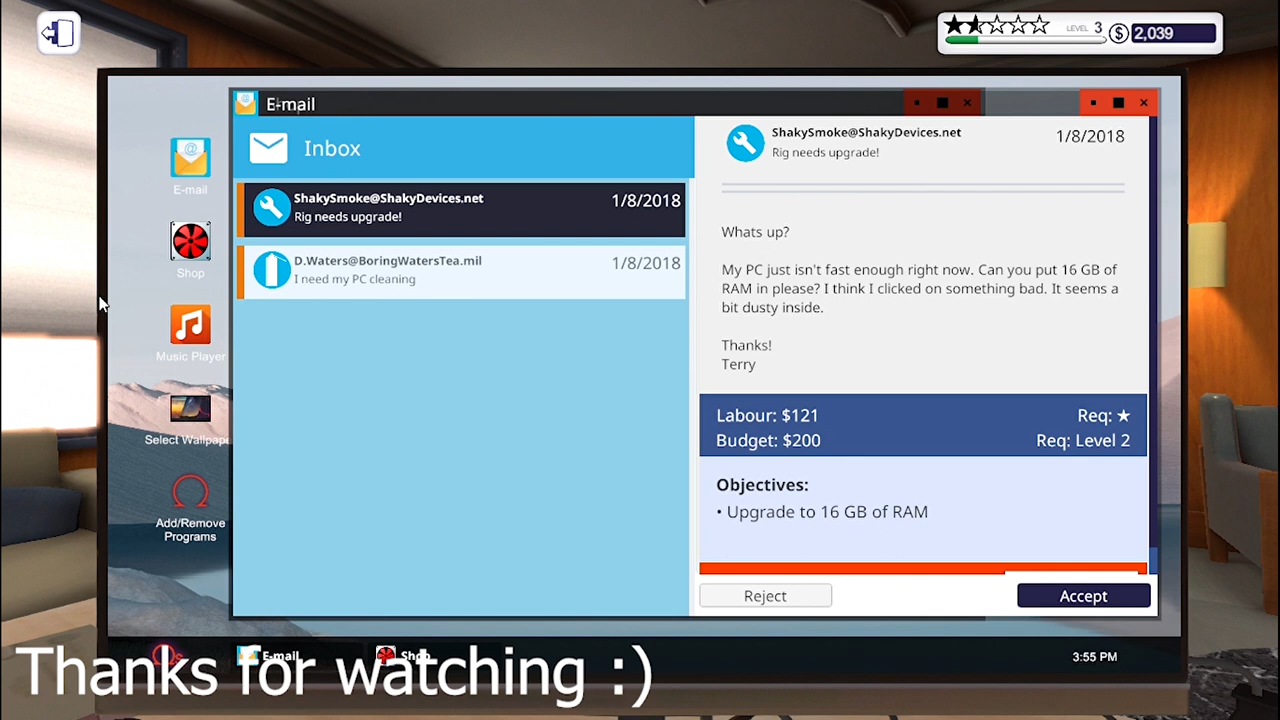 LEVEL 3
$ 2,039
E-mail
Inbox
ShakySmoke@ShakyDevices.net
1/8/2018
Rig needs upgrade!
D.Waters@BoringWatersTea.mil
1/8/2018
I need my PC cleaning
ShakySmoke@ShakyDevices.net
1/8/2018
Rig needs upgrade!
Whats up?
My PC just isn't fast enough right now. Can you put 16 GB of
RAM in please? I think I clicked on something bad. It seems a
bit dusty inside.
Thanks!
Terry
Labour: $121
Req: ★
Budget: $200
Req: Level 2
Objectives:
• Upgrade to 16 GB of RAM
Reject
Accept
E-mail
Shop
Music Player
Select Wallpape
Add/Remove
Programs
E-mail
Shop
3:55 PM
Thanks for watching :)